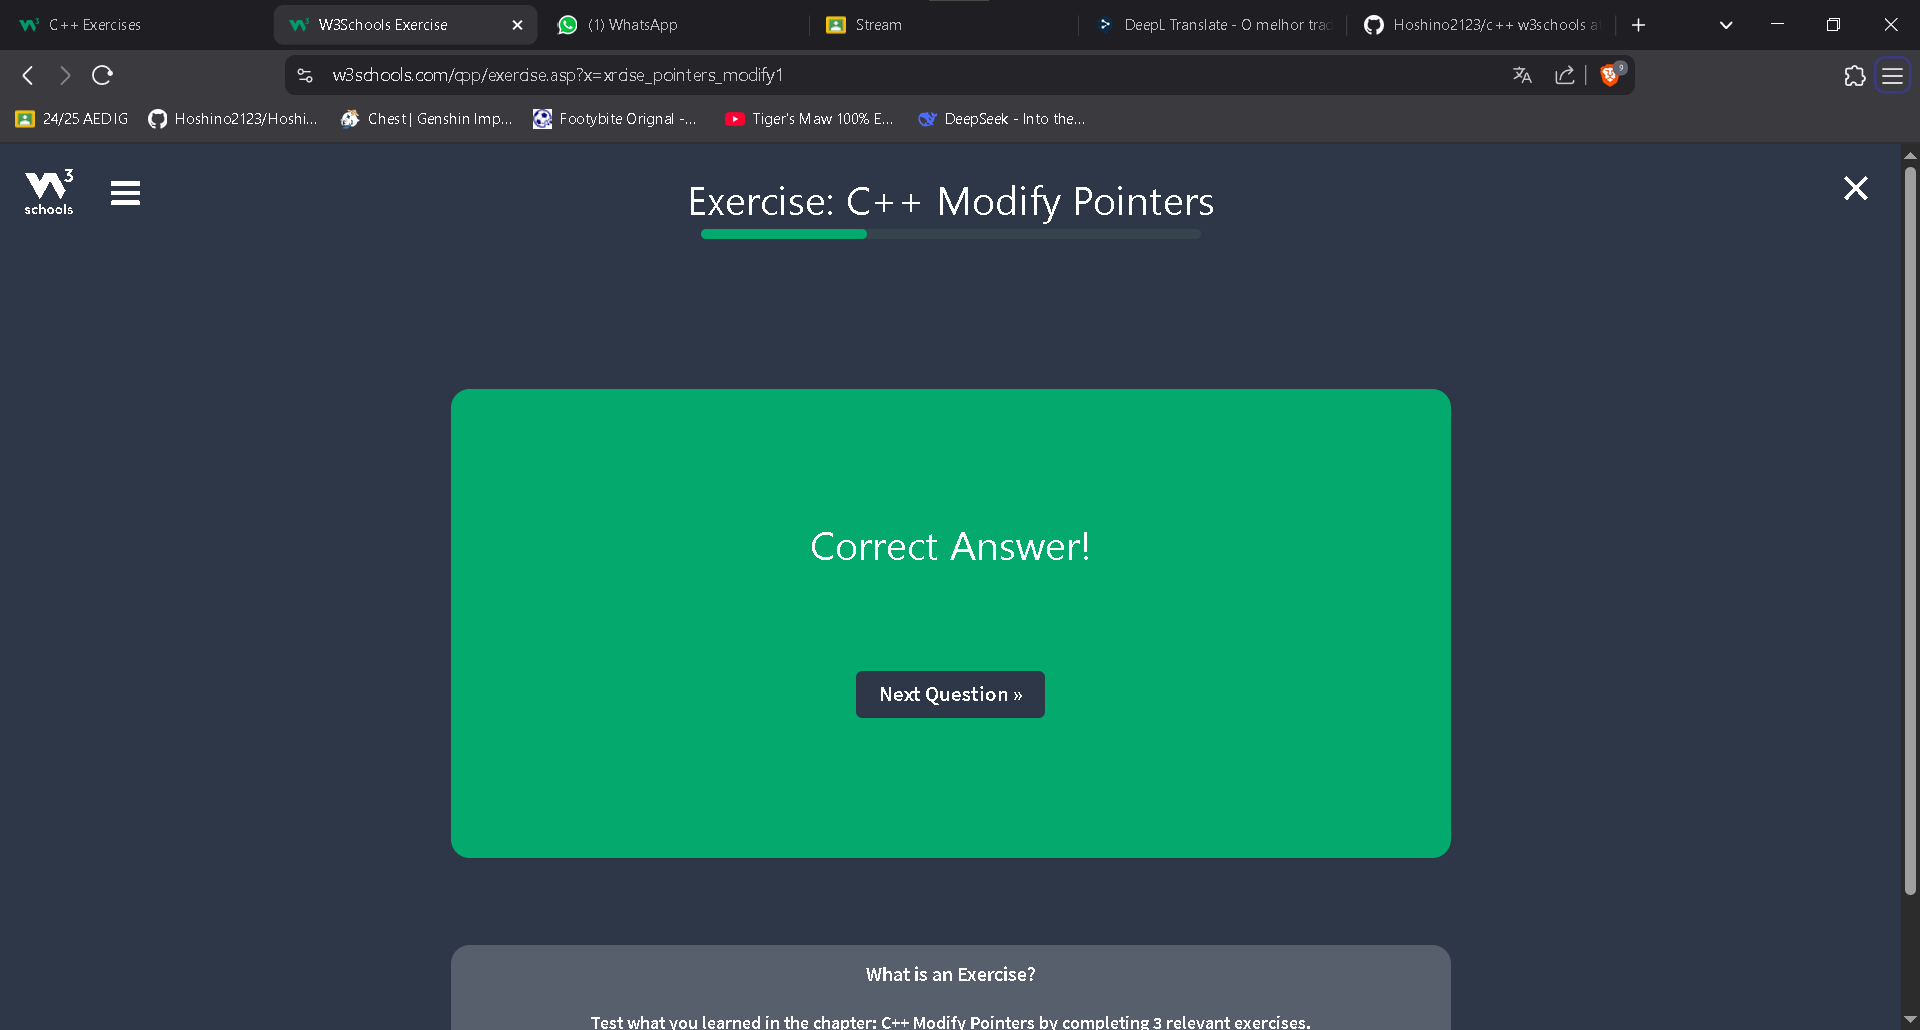 C++ Exercises
W3Schools Exercise
(1) WhatsApp
Stream
DeepL Translate - O melhor trad
Hoshino2123/c++ w3schools a
w3schools.com/cpp/exercise.asp?x=xrcise_pointers_modify1
9
24/25 AEDIG
Hoshino2123/Hoshi...
Chest | Genshin Imp...
Footybite Orignal -...
Tiger's Maw 100% E...
DeepSeek - Into the...
W3
schools
Exercise: C++ Modify Pointers
Correct Answer!
Next Question »
What is an Exercise?
Test what you learned in the chapter: C++ Modify Pointers by completing 3 relevant exercises.